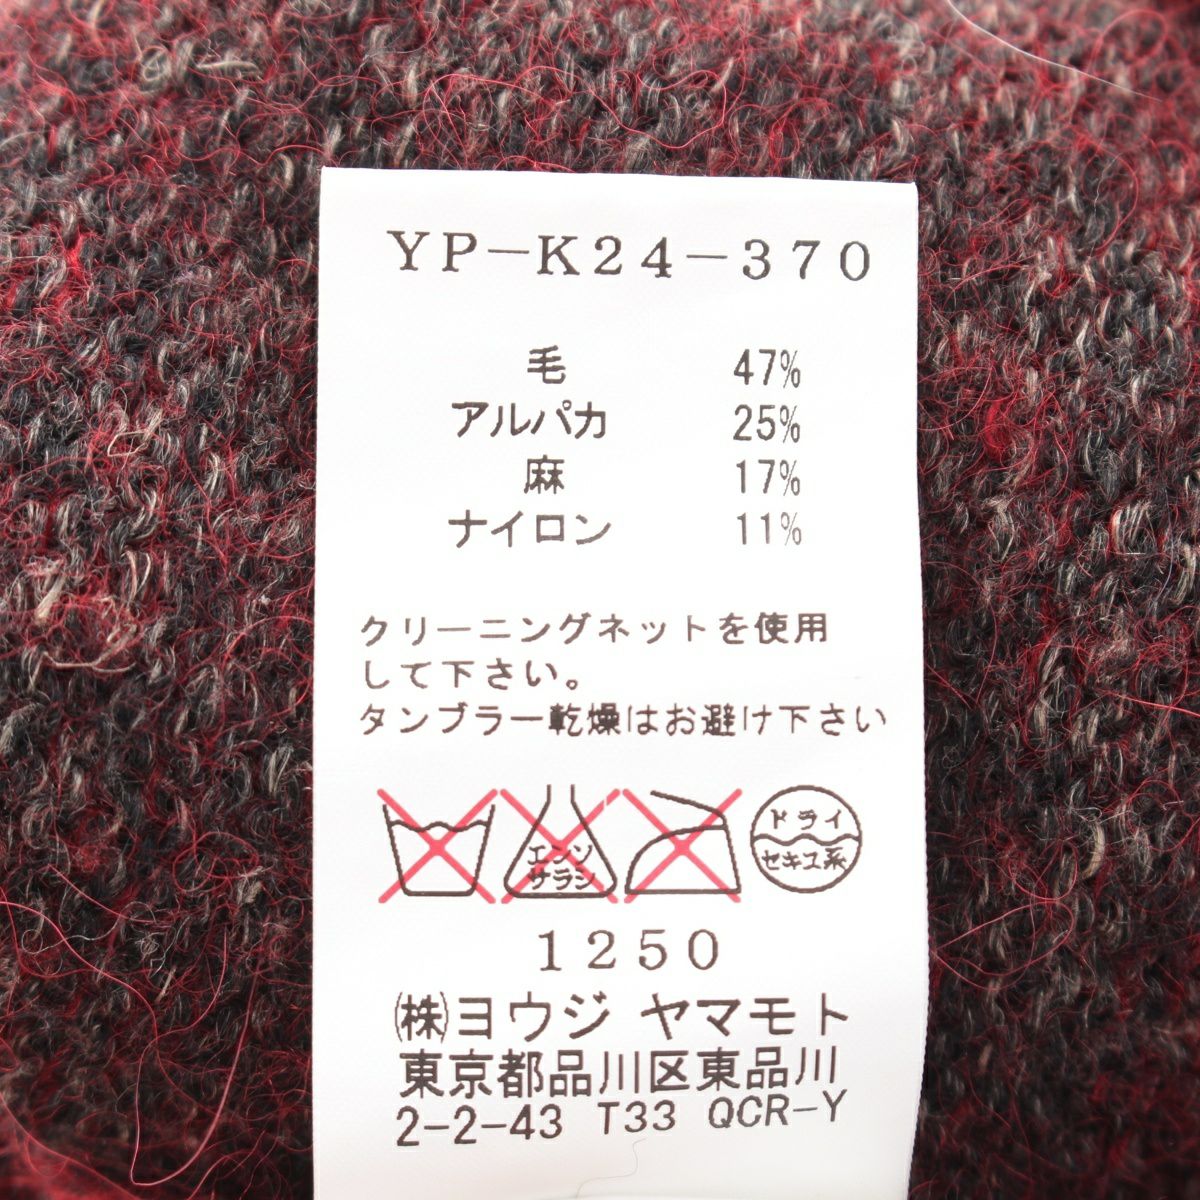 YP-K24-370
毛 47%
アルパカ 25%
麻 17%
ナイロン 11%
クリーニングネットを使用
して下さい。
タンブラー乾燥はお避け下さい
エンソ
サラシ
ドライ
セキユ系
1250
(株)ヨウジ ヤマモト
東京都品川区東品川
2-2-43 T33 QCR-Y